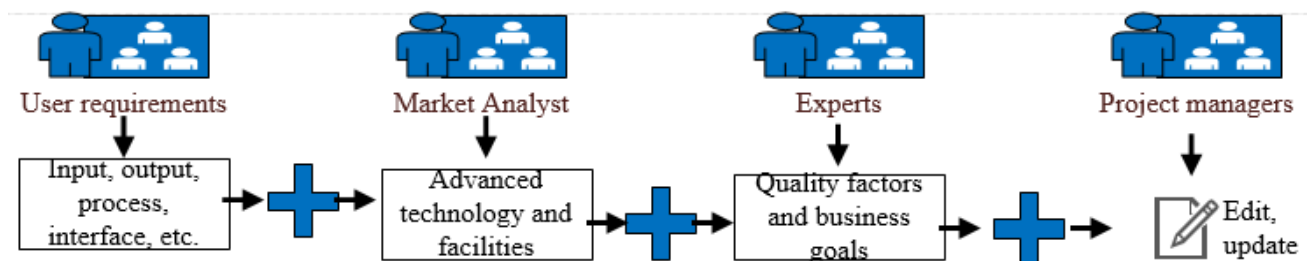 User requirements
Market Analyst
Experts
Project managers
Input, output,
process,
interface, etc.
Advanced
technology and
facilities
Quality factors
and business
goals
Edit,
update